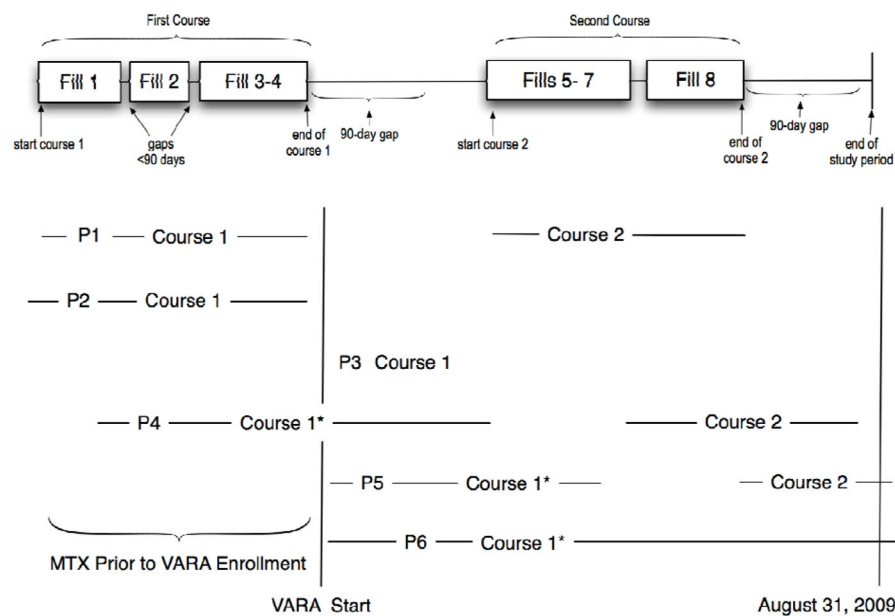 First Course
Second Course
Fill 1
Fill 2
Fill 3-4
Fills 5- 7
Fill 8
start course 1
gaps
<90 days
end of
course 1
90-day gap
start course 2
end of
course 2
90-day gap
end of
study period
P1 Course 1 Course 2
P2 Course 1
P3 Course 1
P4 Course 1* Course 2
P5 Course 1* Course 2
P6 Course 1*
MTX Prior to VARA Enrollment
VARA Start
August 31, 2009